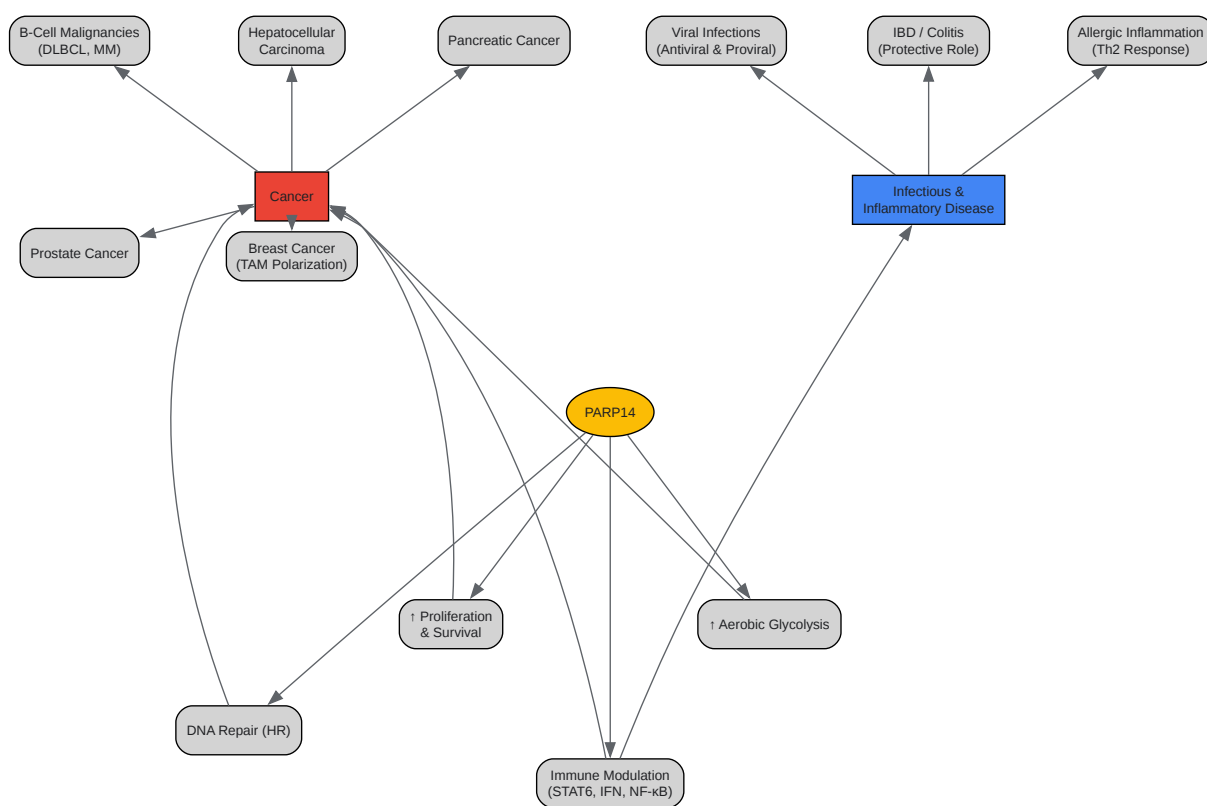 B-Cell Malignancies
(DLBCL, MM)
Hepatocellular
Carcinoma
Pancreatic Cancer
Viral Infections
(Antiviral & Proviral)
IBD / Colitis
(Protective Role)
Allergic Inflammation
(Th2 Response)
Cancer
Infectious &
Inflammatory Disease
Prostate Cancer
Breast Cancer
(TAM Polarization)
PARP14
↑ Proliferation
& Survival
↑ Aerobic Glycolysis
DNA Repair (HR)
Immune Modulation
(STAT6, IFN, NF-κB)